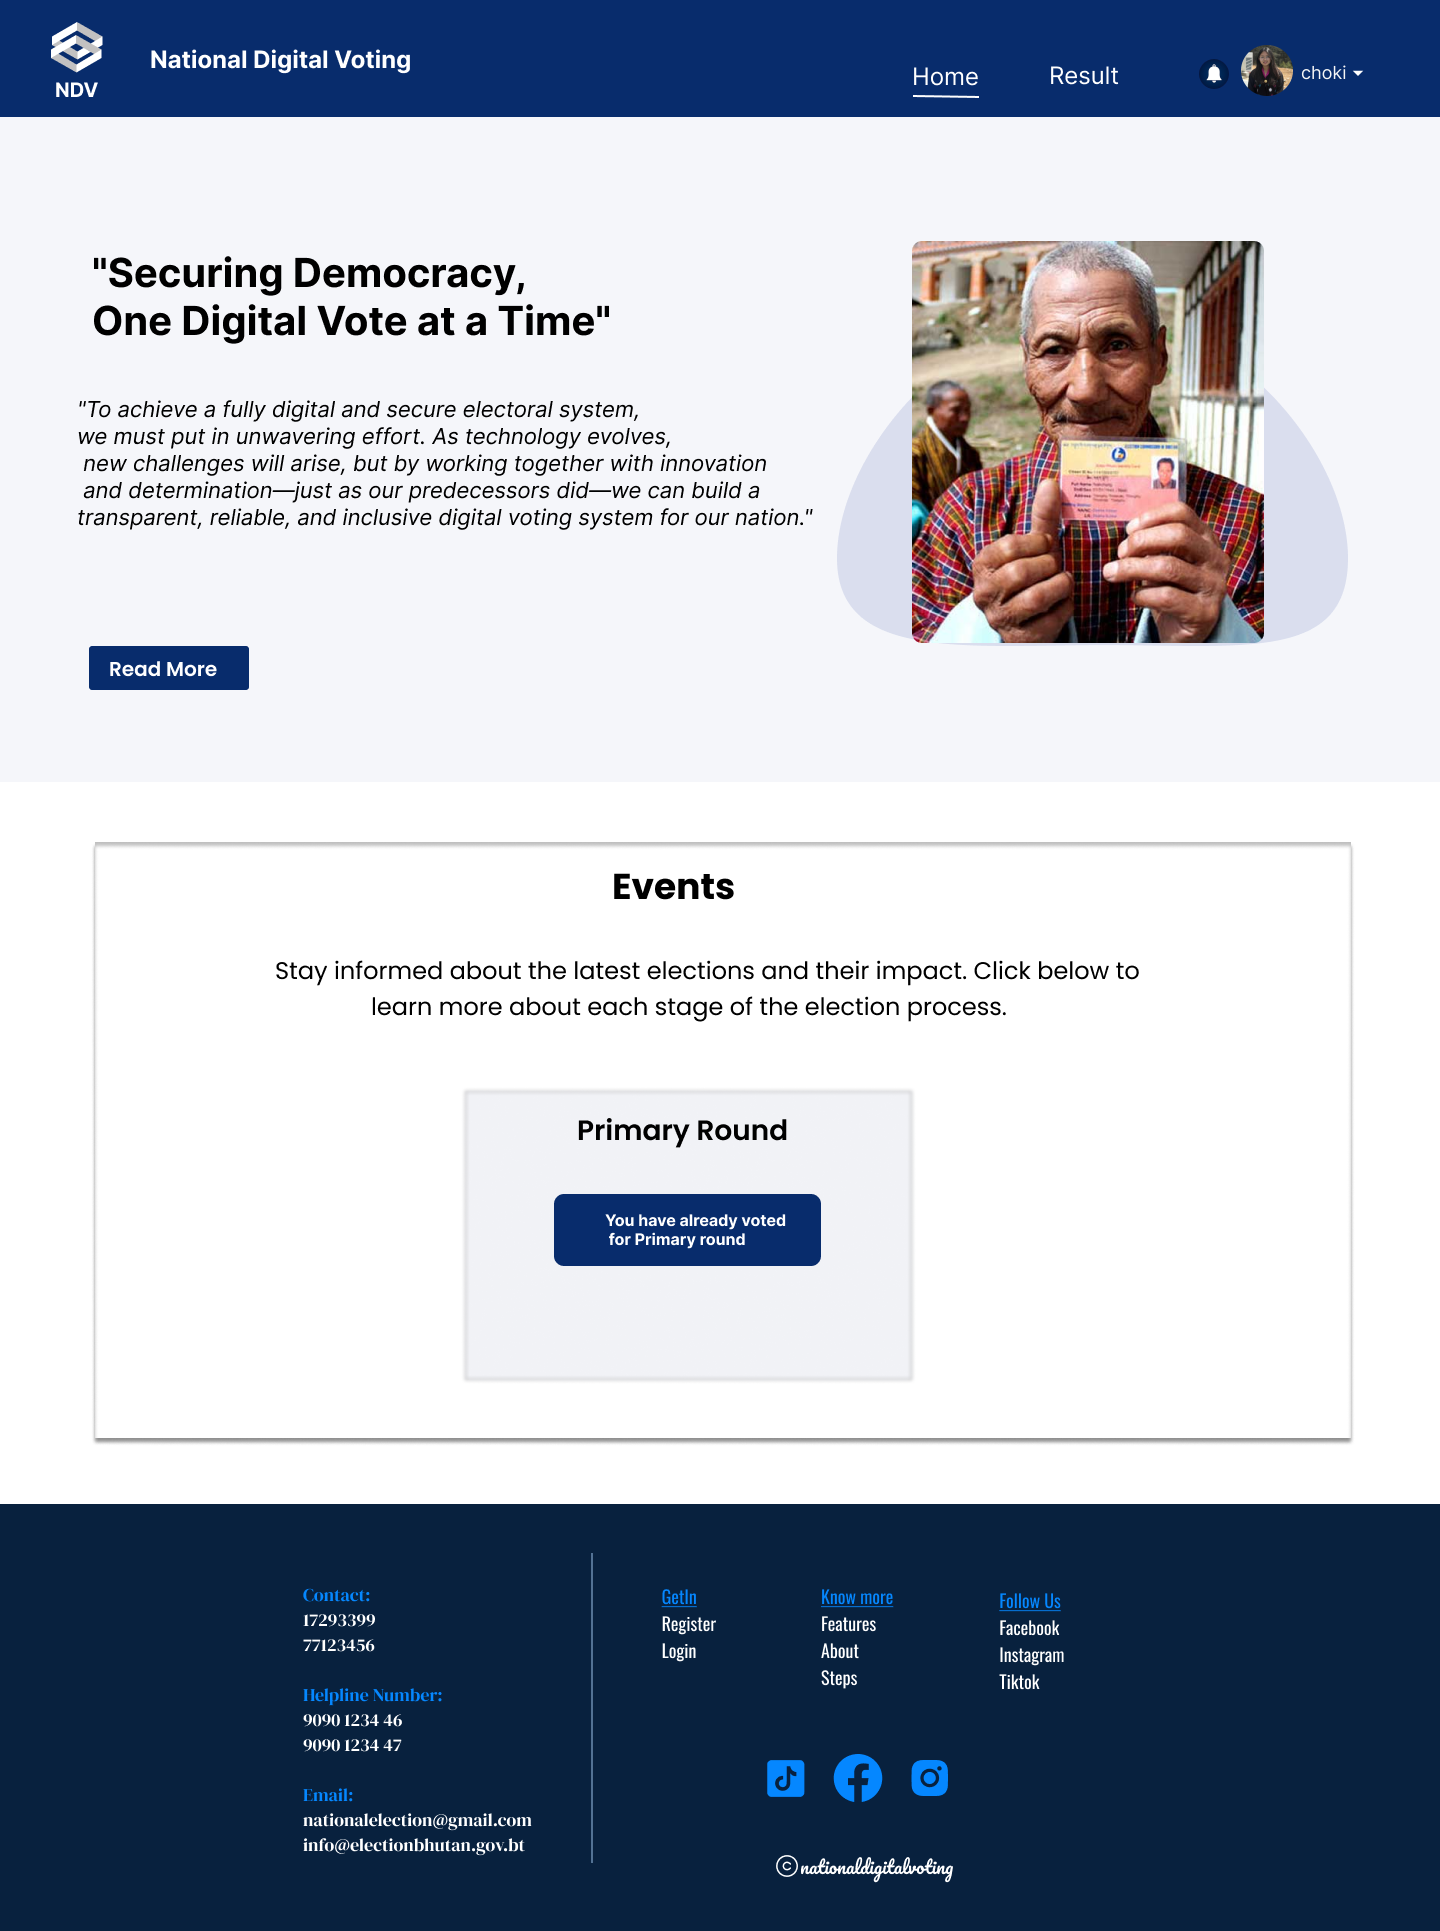 NDV
National Digital Voting
Home
Result
choki
"Securing Democracy,
One Digital Vote at a Time"
"To achieve a fully digital and secure electoral system,
we must put in unwavering effort. As technology evolves,
new challenges will arise, but by working together with innovation
and determination—just as our predecessors did—we can build a
transparent, reliable, and inclusive digital voting system for our nation."
Read More
Events
Stay informed about the latest elections and their impact. Click below to
learn more about each stage of the election process.
Primary Round
You have already voted
for Primary round
Contact:
17293399
77123456
Helpline Number:
9090 1234 46
9090 1234 47
Email:
nationalelection@gmail.com
info@electionbhutan.gov.bt
GetIn
Register
Login
Know more
Features
About
Steps
Follow Us
Facebook
Instagram
Tiktok
© nationaldigitalvoting